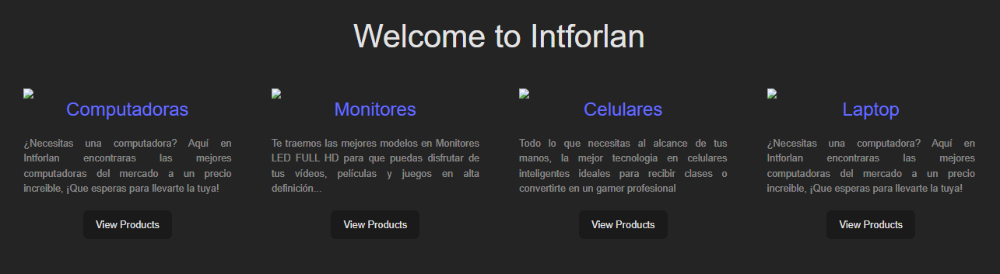 Welcome to Intforlan
Computadoras
¿Necesitas una computadora? Aquí en
Intforlan encontraras las mejores
computadoras del mercado a un precio
increible, ¡Que esperas para llevarte la tuya!
View Products
Monitores
Te traemos las mejores modelos en Monitores
LED FULL HD para que puedas disfrutar de
tus vídeos, películas y juegos en alta
definición...
View Products
Celulares
Todo lo que necesitas al alcance de tus
manos, la mejor tecnologia en celulares
inteligentes ideales para recibir clases o
convertirte en un gamer profesional
View Products
Laptop
¿Necesitas una computadora? Aquí en
Intforlan encontraras las mejores
computadoras del mercado a un precio
increible, ¡Que esperas para llevarte la tuya!
View Products